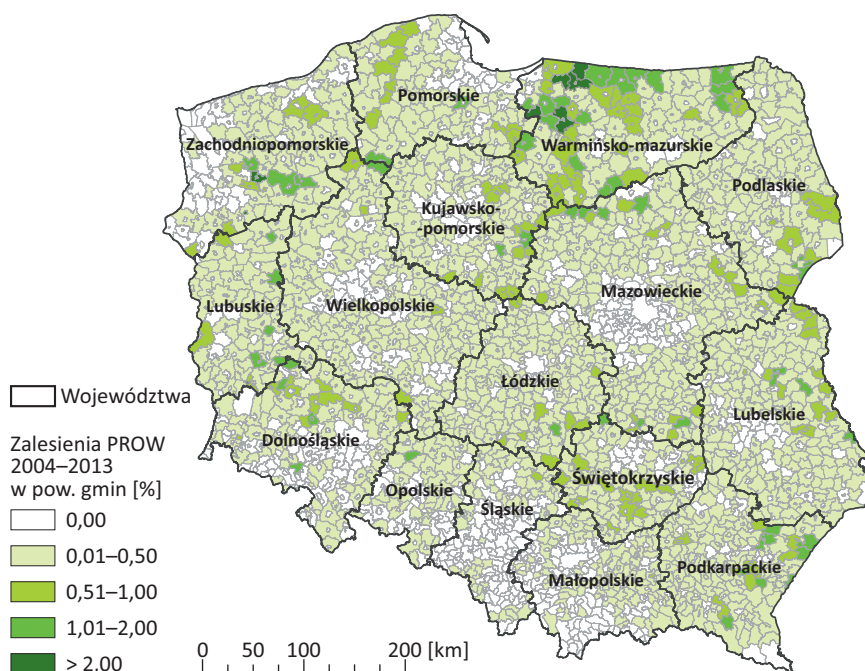 Pomorskie
Zachodniopomorskie
Warmińsko-mazurskie
Podlaskie
Kujawsko-
-pomorskie
Mazowieckie
Lubuskie
Wielkopolskie
Łódzkie
Lubelskie
Dolnośląskie
Opolskie
Śląskie
Świętokrzyskie
Małopolskie
Podkarpackie
Województwa
Zalesienia PROW
2004–2013
w pow. gmin [%]
0,00
0,01–0,50
0,51–1,00
1,01–2,00
> 2,00
0 50 100 200 [km]